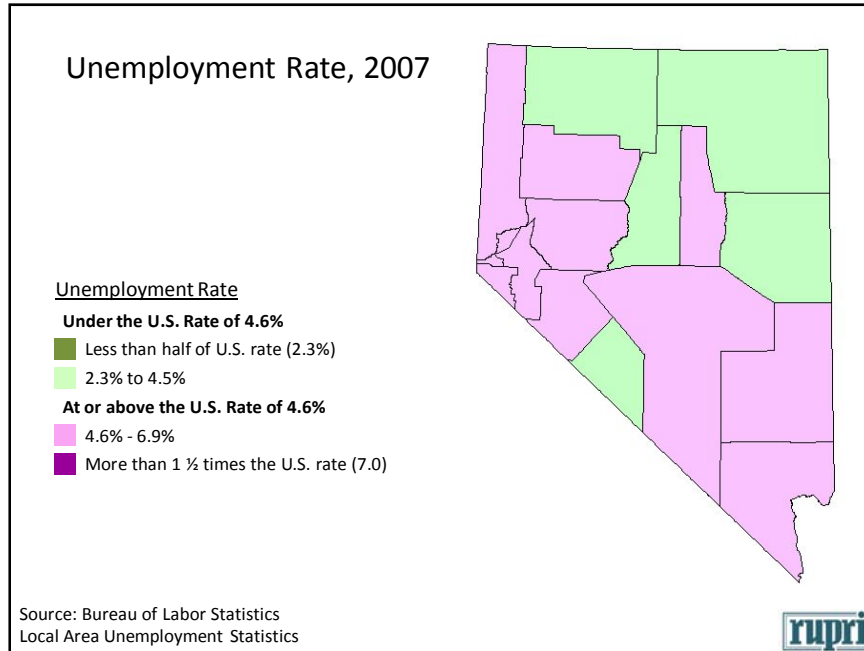 Unemployment Rate, 2007
Unemployment Rate
Under the U.S. Rate of 4.6%
Less than half of U.S. rate (2.3%)
2.3% to 4.5%
At or above the U.S. Rate of 4.6%
4.6% - 6.9%
More than 1 ½ times the U.S. rate (7.0)
Source: Bureau of Labor Statistics
Local Area Unemployment Statistics
rupri